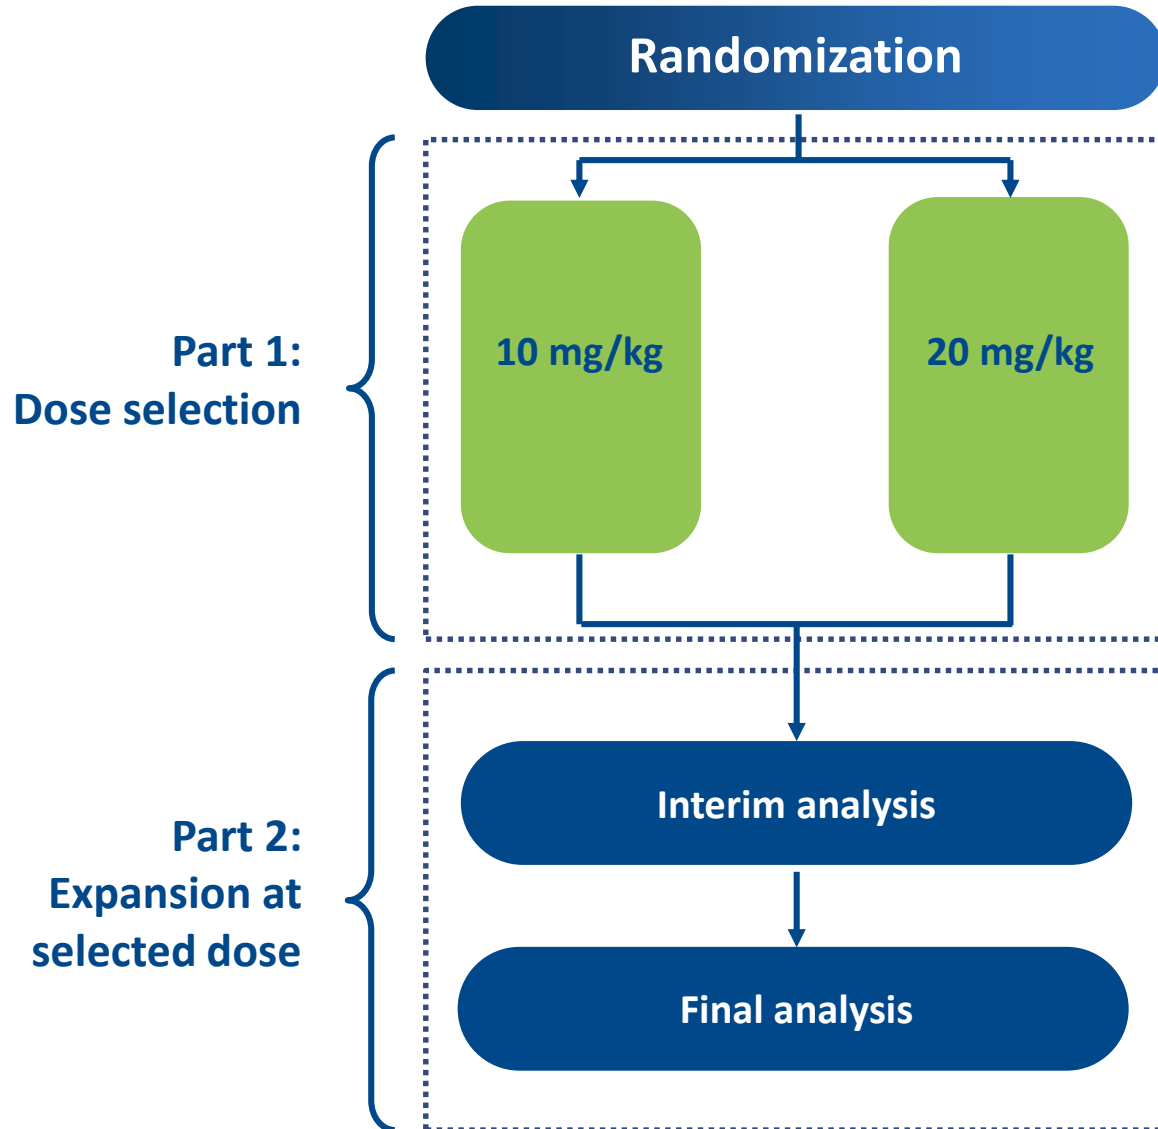 Randomization
Part 1:
Dose selection
10 mg/kg
20 mg/kg
Part 2:
Expansion at
selected dose
Interim analysis
Final analysis